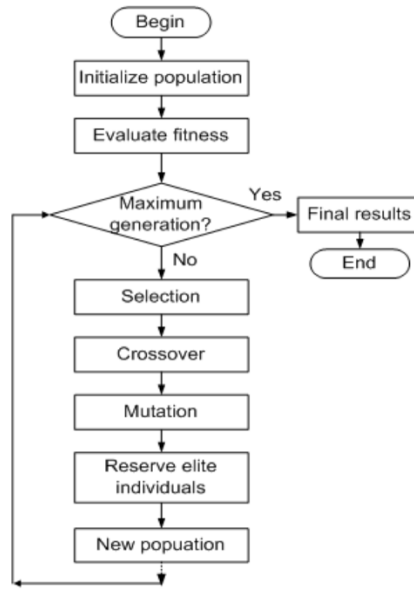 Begin
Initialize population
Evaluate fitness
Maximum
generation?
Yes
Final results
End
No
Selection
Crossover
Mutation
Reserve elite
individuals
New popuation